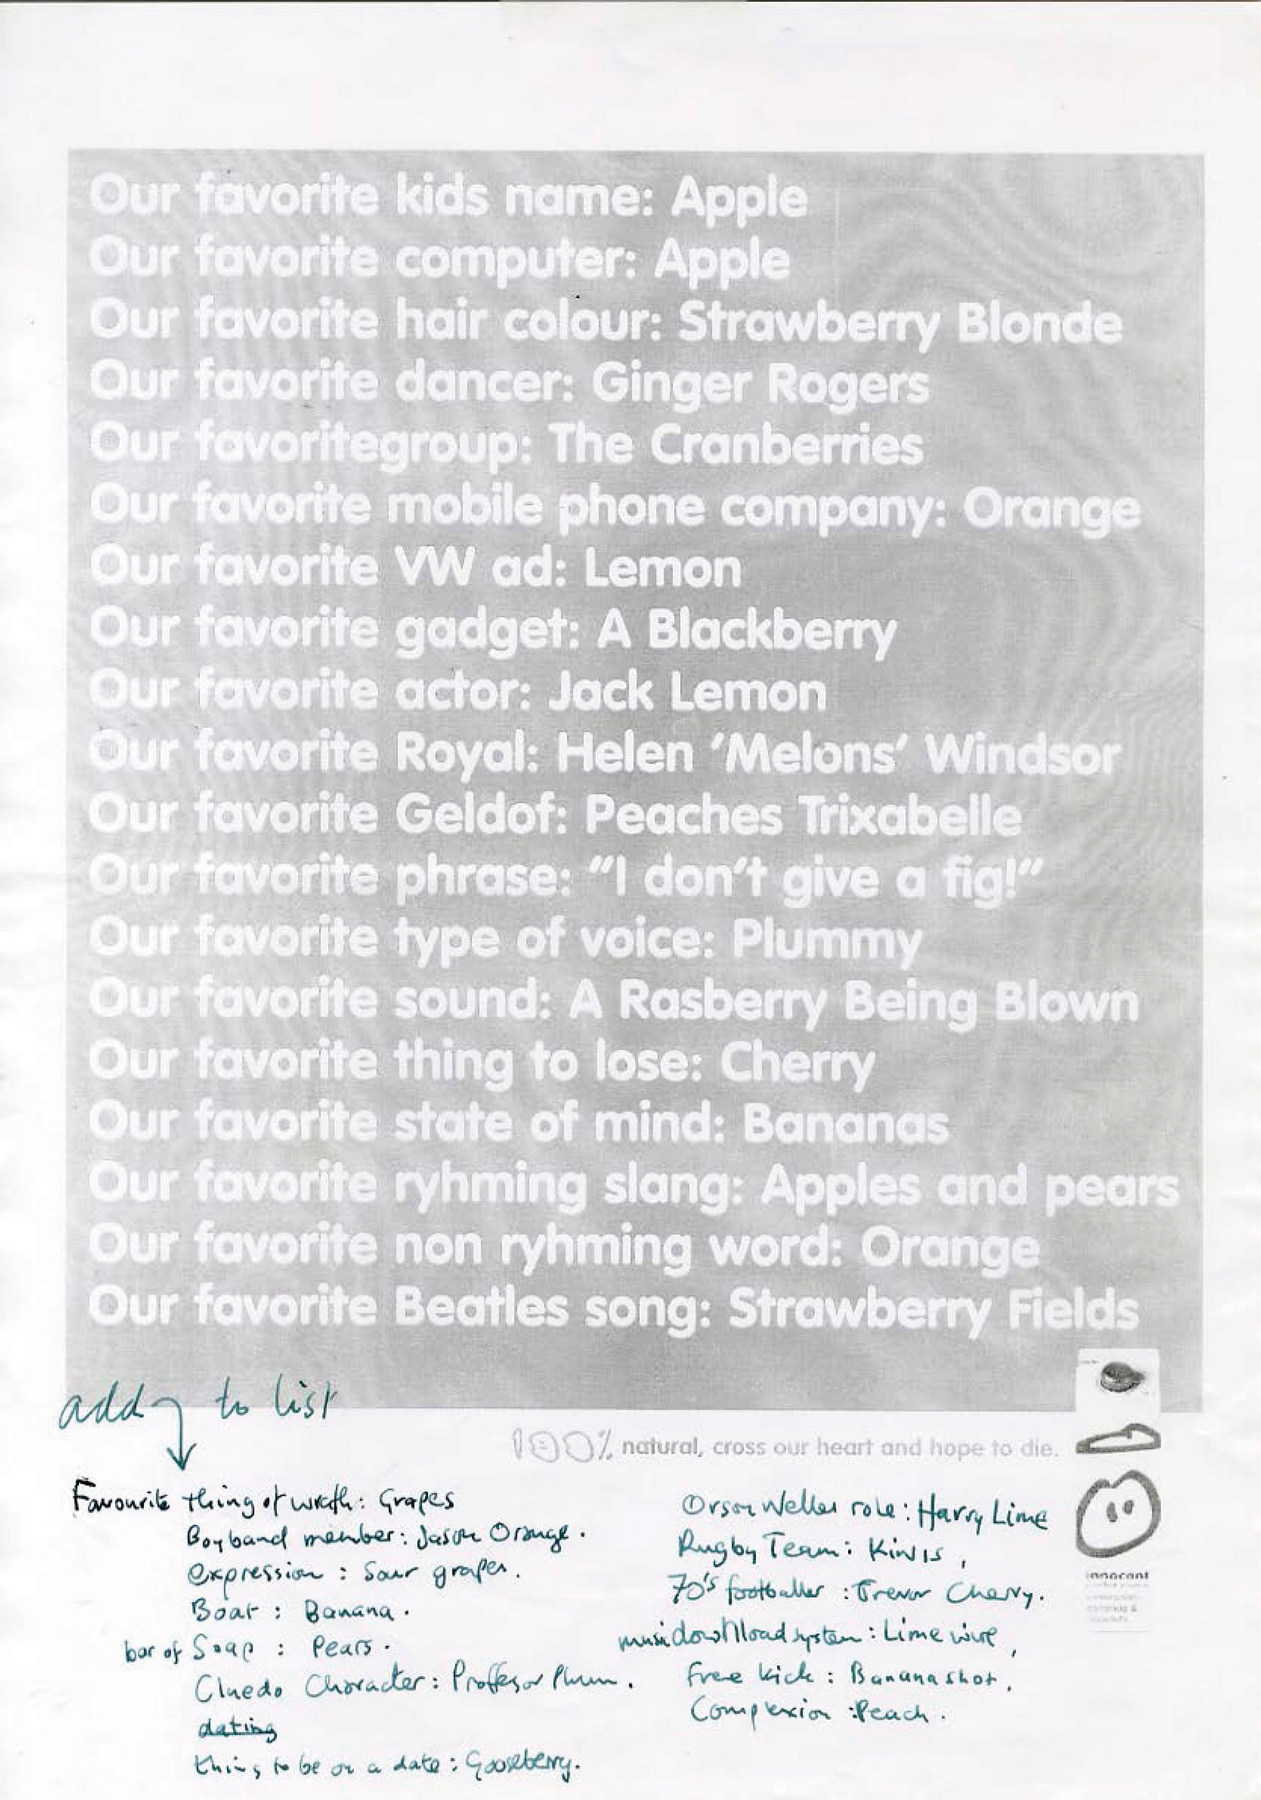 Our favorite kids name: Apple
Our favorite computer: Apple
Our favorite hair colour: Strawberry Blonde
Our favorite dancer: Ginger Rogers
Our favoritegroup: The Cranberries
Our favorite mobile phone company: Orange
Our favorite VW ad: Lemon
Our favorite gadget: A Blackberry
Our favorite actor: Jack Lemon
Our favorite Royal: Helen ‘Melons’ Windsor
Our favorite Geldof: Peaches Trixabelle
Our favorite phrase: “I don’t give a fig!”
Our favorite type of voice: Plummy
Our favorite sound: A Rasberry Being Blown
Our favorite thing to lose: Cherry
Our favorite state of mind: Bananas
Our favorite ryhming slang: Apples and pears
Our favorite non ryhming word: Orange
Our favorite Beatles song: Strawberry Fields
add to list
100% natural, cross our heart and hope to die.
innocent
Favourite thing of wrath: Grapes
Boyband member: Jason Orange.
expression: Sour grapes.
Boat: Banana.
bar of Soap: Pears.
Cluedo Character: Proffesor Plum.
dating
thing to be on a date: Gooseberry.
Orson Welles role: Harry Lime
Rugby Team: Kiwis,
70's footballer: Trevor Cherry.
music download system: Lime wire,
free kick: Banana shot,
Complexion: Peach.